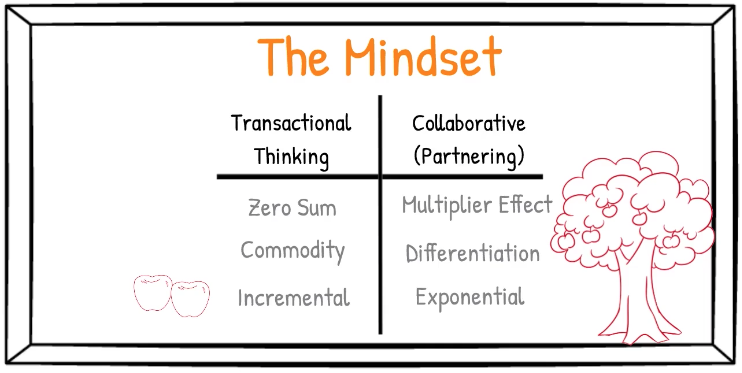 The Mindset
Transactional Thinking
Collaborative (Partnering)
Zero Sum
Multiplier Effect
Commodity
Differentiation
Incremental
Exponential